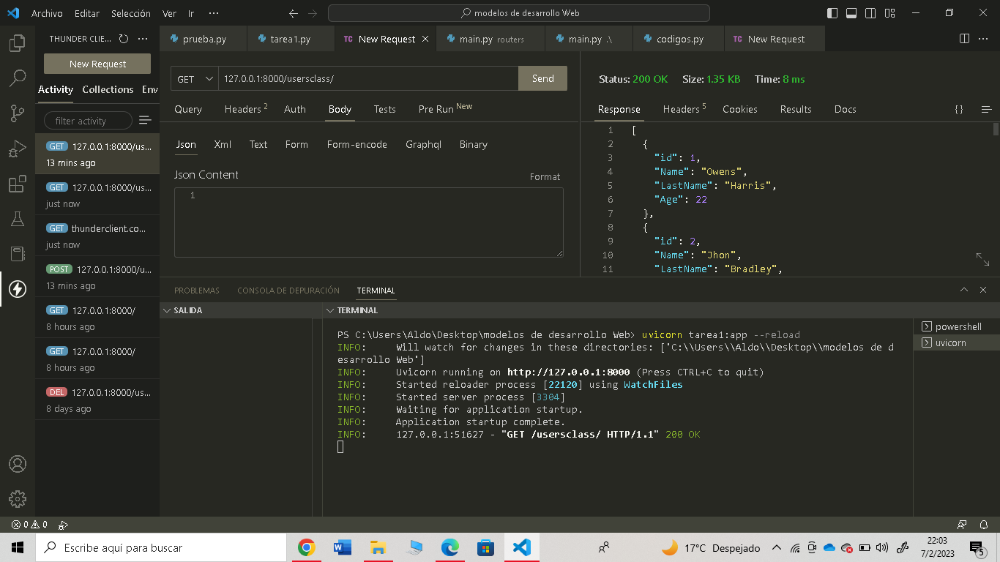 Archivo Editar Selección Ver Ir ··· modelos de desarrollo Web
THUNDER CLIE... ···
prueba.py tarea1.py TC New Request main.py routers main.py .\ codigos.py TC New Request ···
New Request
Activity Collections Env
filter activity
GET 127.0.0.1:8000/us...
13 mins ago
GET 127.0.0.1:8000/us...
just now
GET thunderclient.co...
just now
POST 127.0.0.1:8000/u...
13 mins ago
GET 127.0.0.1:8000/
8 hours ago
GET 127.0.0.1:8000/
8 hours ago
DEL 127.0.0.1:8000/us...
8 days ago
GET 127.0.0.1:8000/usersclass/ Send
Query Headers 2 Auth Body Tests Pre Run New
Json Xml Text Form Form-encode Graphql Binary
Json Content Format
1
Status: 200 OK Size: 1.35 KB Time: 8 ms
Response Headers 5 Cookies Results Docs {}
1 [
2 {
3 "id": 1,
4 "Name": "Owens",
5 "LastName": "Harris",
6 "Age": 22
7 },
8 {
9 "id": 2,
10 "Name": "Jhon",
11 "LastName": "Bradley",
PROBLEMAS CONSOLA DE DEPURACIÓN TERMINAL
SALIDA
TERMINAL
PS C:\Users\Aldo\Desktop\modelos de desarrollo Web> uvicorn tarea1:app --reload
INFO: Will watch for changes in these directories: ['C:\\Users\\Aldo\\Desktop\\modelos de d
esarrollo Web']
INFO: Uvicorn running on http://127.0.0.1:8000 (Press CTRL+C to quit)
INFO: Started reloader process [22120] using WatchFiles
INFO: Started server process [3304]
INFO: Waiting for application startup.
INFO: Application startup complete.
INFO: 127.0.0.1:51627 - "GET /usersclass/ HTTP/1.1" 200 OK
powershell
uvicorn
0 0
Escribe aquí para buscar
17°C Despejado
22:03
7/2/2023
5